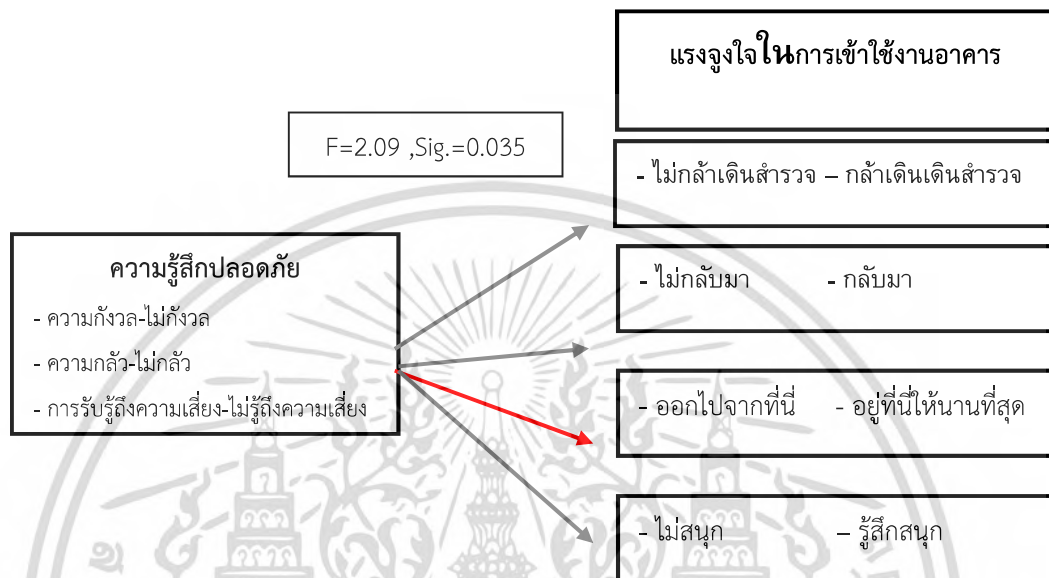 แรงจูงใจในการเข้าใช้งานอาคาร
F=2.09 ,Sig.=0.035
- ไม่กล้าเดินสำรวจ – กล้าเดินเดินสำรวจ
ความรู้สึกปลอดภัย
- ความกังวล-ไม่กังวล
- ความกลัว-ไม่กลัว
- การรับรู้ถึงความเสี่ยง-ไม่รู้ถึงความเสี่ยง
- ไม่กลับมา - กลับมา
- ออกไปจากที่นี่ - อยู่ที่นี่ให้นานที่สุด
- ไม่สนุก – รู้สึกสนุก